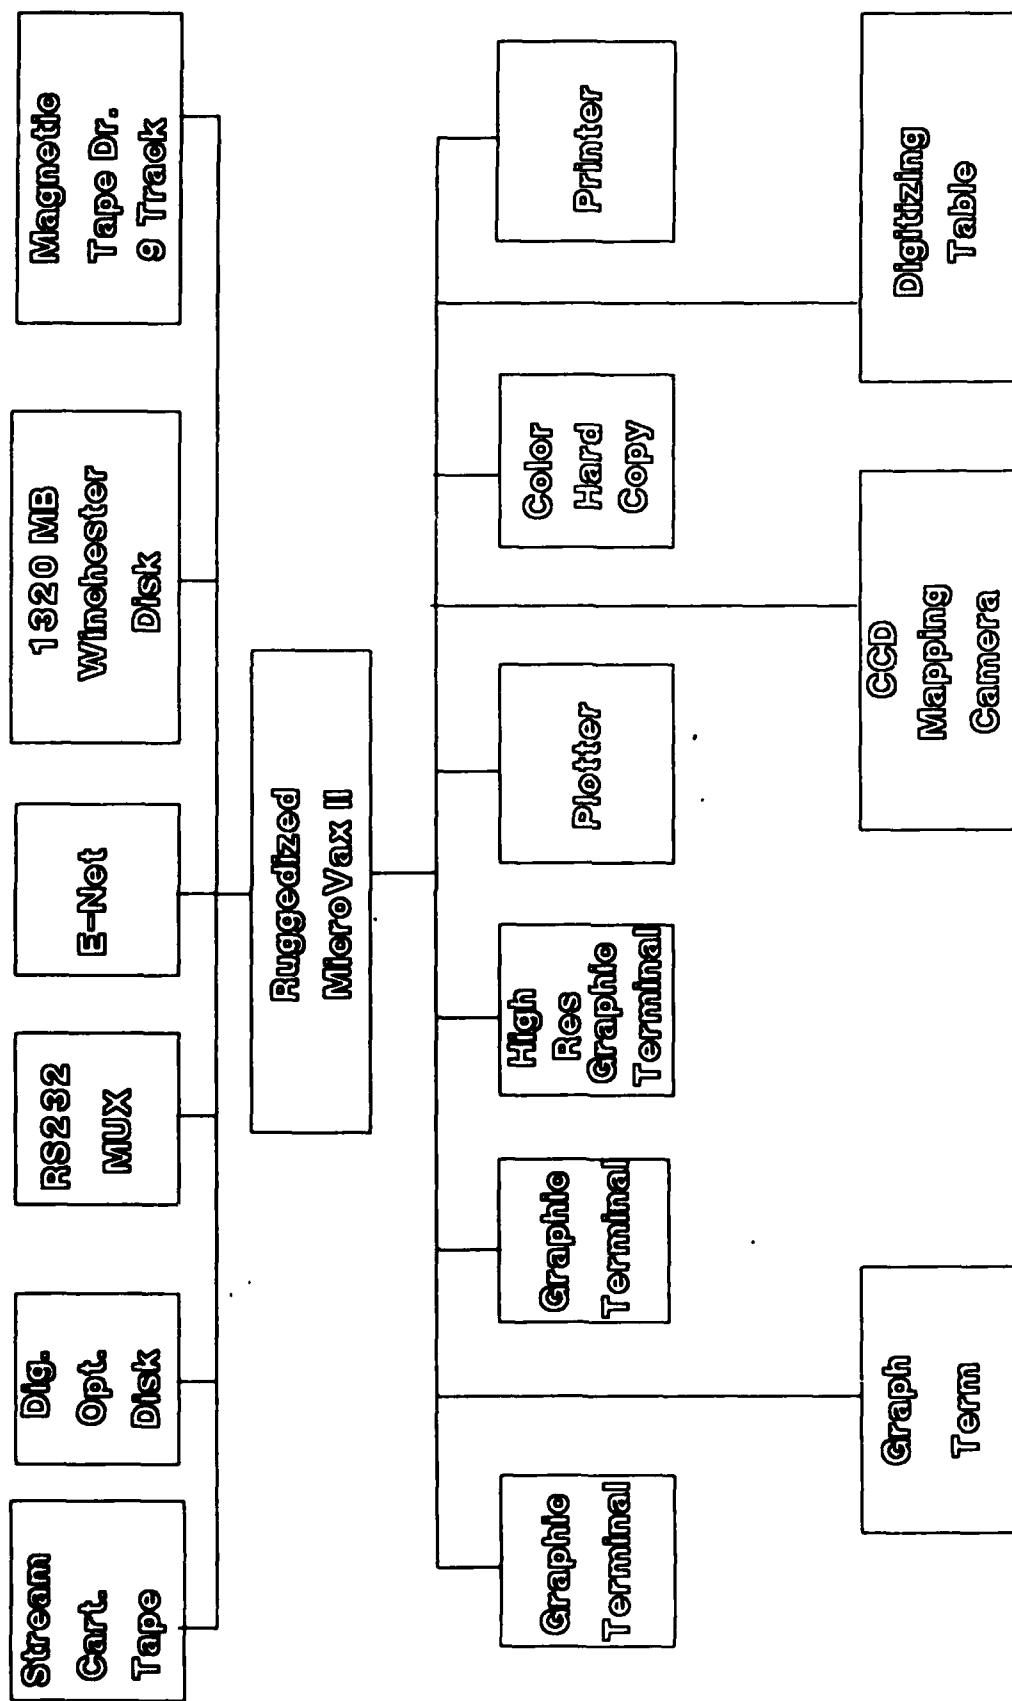 Stream
Cart.
Tape
Dig.
Opt.
Disk
RS232
MUX
E-Net
1320 MB
Winchester
Disk
Magnetic
Tape Dr.
9 Track
Ruggedized
MicroVax II
Graphic
Terminal
Graphic
Terminal
High
Res
Graphic
Terminal
Plotter
Color
Hard
Copy
Printer
Graph
Term
CCD
Mapping
Camera
Digitizing
Table